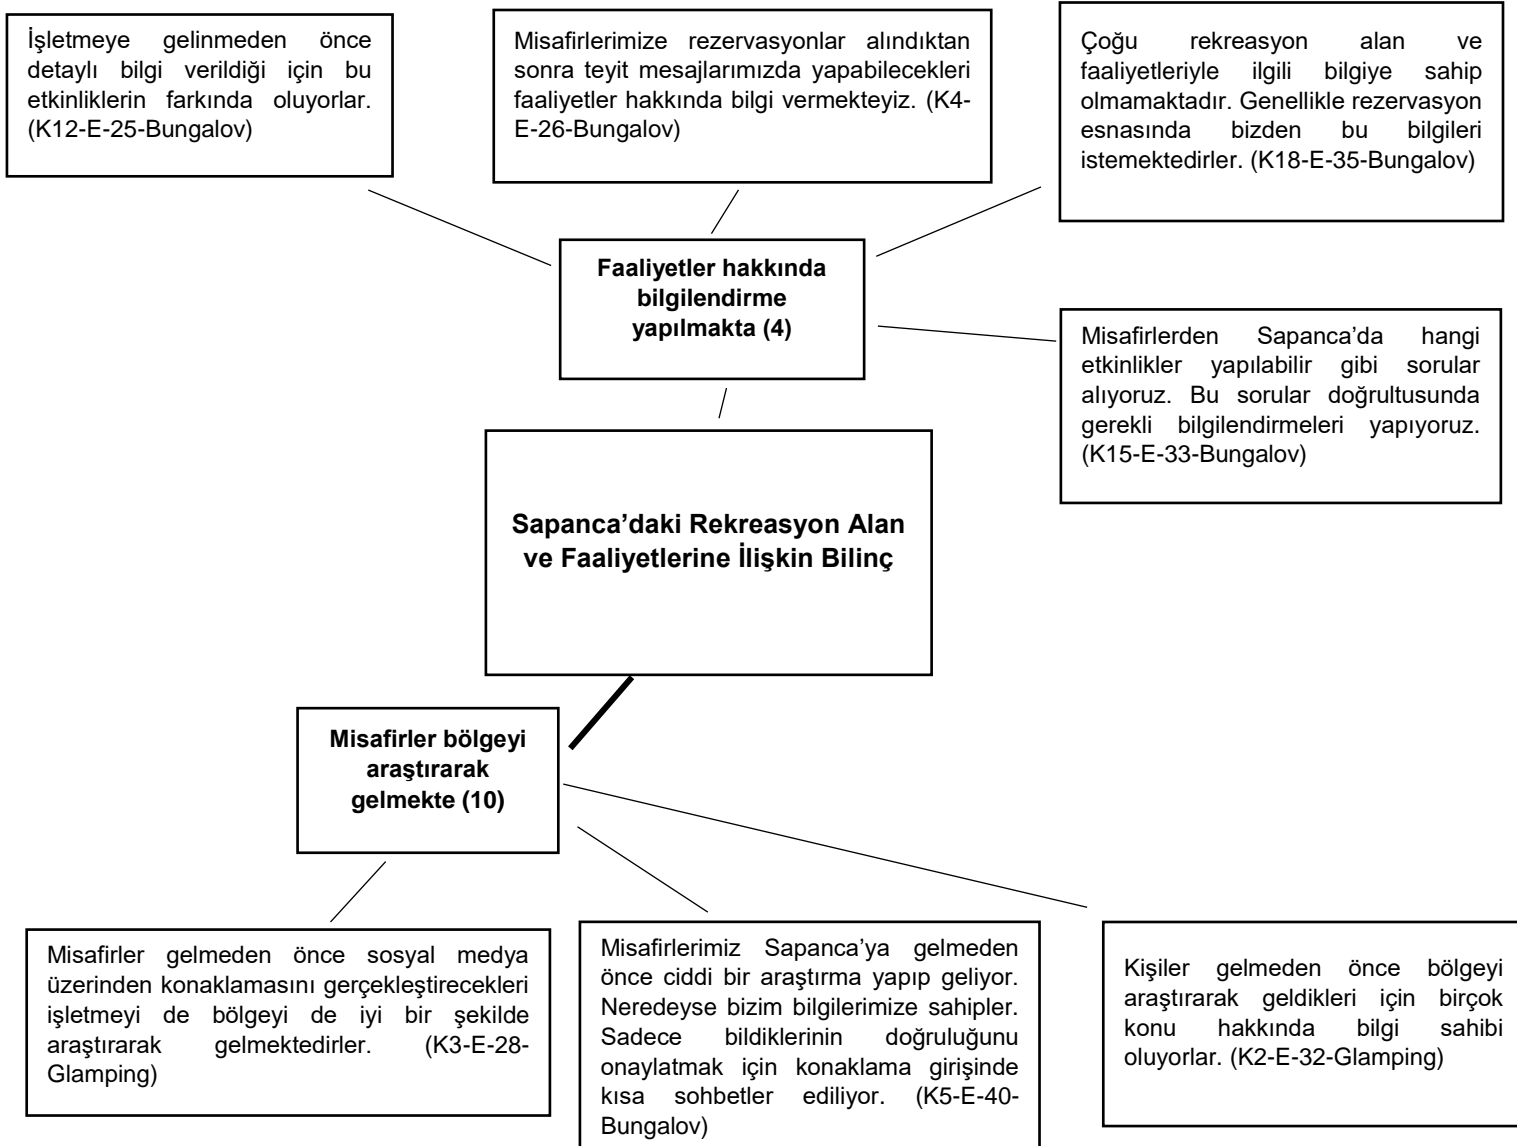 İşletmeye gelinmeden önce
detaylı bilgi verildiği için bu
etkinliklerin farkında oluyorlar.
(K12-E-25-Bungalov)
Misafirlerimize rezervasyonlar alındıktan
sonra teyit mesajlarımızda yapabilecekleri
faaliyetler hakkında bilgi vermekteyiz. (K4-
E-26-Bungalov)
Çoğu rekreasyon alan ve
faaliyetleriyle ilgili bilgiye sahip
olmamaktadır. Genellikle rezervasyon
esnasında bizden bu bilgileri
istemektedirler. (K18-E-35-Bungalov)
Faaliyetler hakkında
bilgilendirme
yapılmakta (4)
Misafirlerden Sapanca’da hangi
etkinlikler yapılabilir gibi sorular
alıyoruz. Bu sorular doğrultusunda
gerekli bilgilendirmeleri yapıyoruz.
(K15-E-33-Bungalov)
Sapanca’daki Rekreasyon Alan
ve Faaliyetlerine İlişkin Bilinç
Misafirler bölgeyi
araştırarak
gelmekte (10)
Misafirler gelmeden önce sosyal medya
üzerinden konaklamasını gerçekleştirecekleri
işletmeyi de bölgeyi de iyi bir şekilde
araştırarak gelmektedirler. (K3-E-28-
Glamping)
Misafirlerimiz Sapanca’ya gelmeden
önce ciddi bir araştırma yapıp geliyor.
Neredeyse bizim bilgilerimize sahipler.
Sadece bildiklerinin doğruluğunu
onaylatmak için konaklama girişinde
kısa sohbetler ediliyor. (K5-E-40-
Bungalov)
Kişiler gelmeden önce bölgeyi
araştırarak geldikleri için birçok
konu hakkında bilgi sahibi
oluyorlar. (K2-E-32-Glamping)